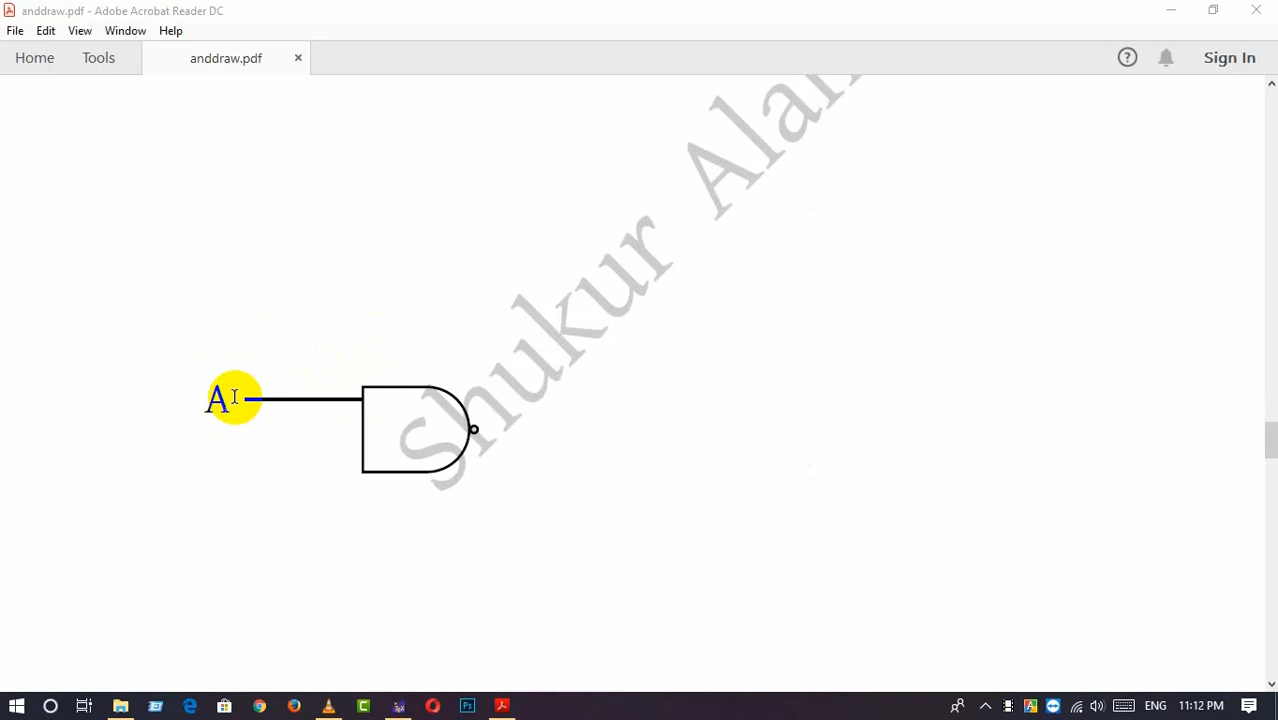 anddraw.pdf - Adobe Acrobat Reader DC
File Edit View Window Help
Home Tools anddraw.pdf × Sign In
Shukur Alam
A
ENG 11:12 PM